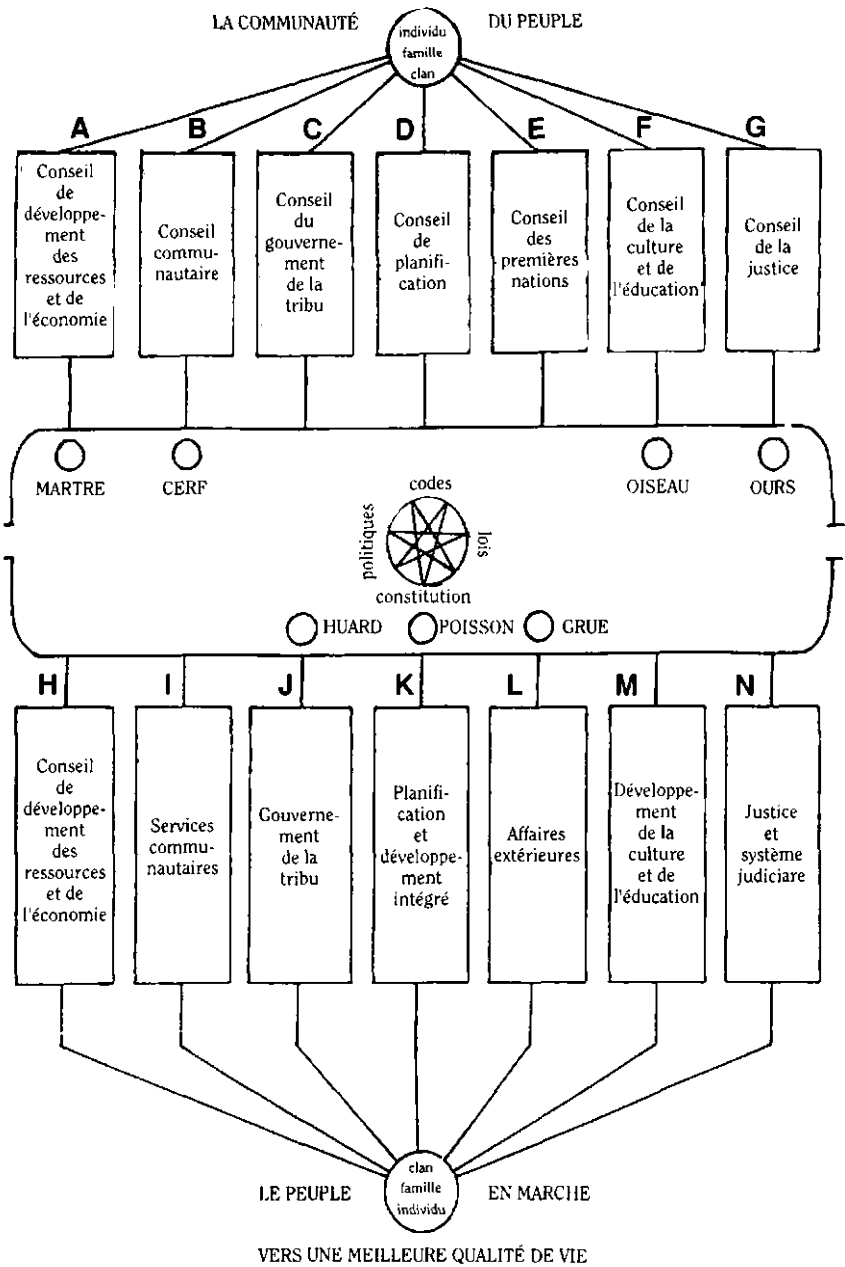 LA COMMUNAUTÉ DU PEUPLE
individu
famille
clan
A B C D E F G
Conseil
de
développe-
ment
des
ressources
et de
l'économie
Conseil
commu-
nautaire
Conseil
du
gouverne-
ment
de la
tribu
Conseil
de
planifi-
cation
Conseil
des
premières
nations
Conseil
de la
culture
et de
l'éducation
Conseil
de la
justice
MARTRE CERF OISEAU OURS
codes
politiques
lois
constitution
HUARD POISSON GRUE
H I J K L M N
Conseil
de
développe-
ment
des
ressources
et de
l'économie
Services
commu-
nautaires
Gouverne-
ment
de la
tribu
Planifi-
cation
et
développe-
ment
intégré
Affaires
extérieures
Développe-
ment
de la
culture
et de
l'éducation
Justice
et
système
judiciare
clan
famille
individu
LE PEUPLE EN MARCHE
VERS UNE MEILLEURE QUALITÉ DE VIE